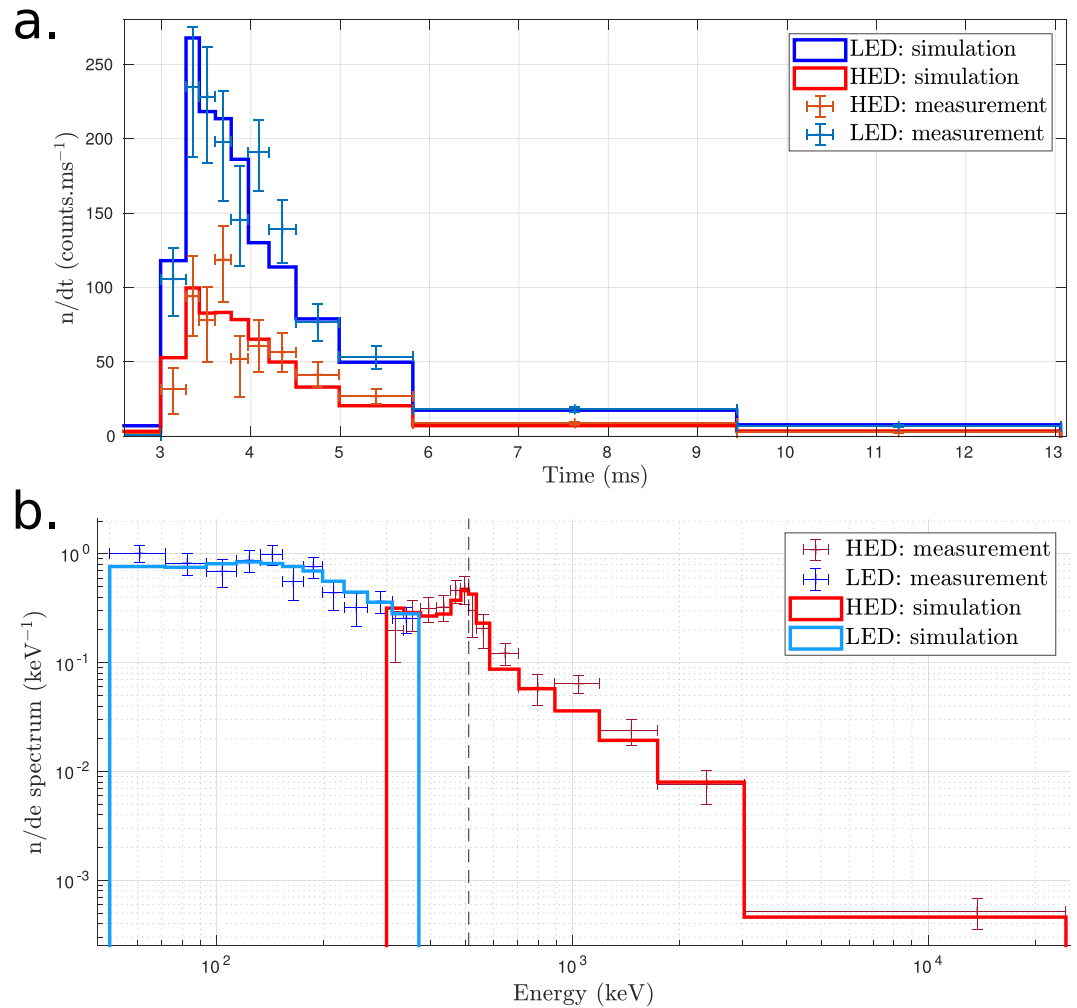 a.
n/dt (counts.ms⁻¹)
250
200
150
100
50
0
LED: simulation
HED: simulation
HED: measurement
LED: measurement
3 4 5 6 7 8 9 10 11 12 13
Time (ms)
b.
n/de spectrum (keV⁻¹)
10⁰
10⁻¹
10⁻²
10⁻³
HED: measurement
LED: measurement
HED: simulation
LED: simulation
10² 10³ 10⁴
Energy (keV)